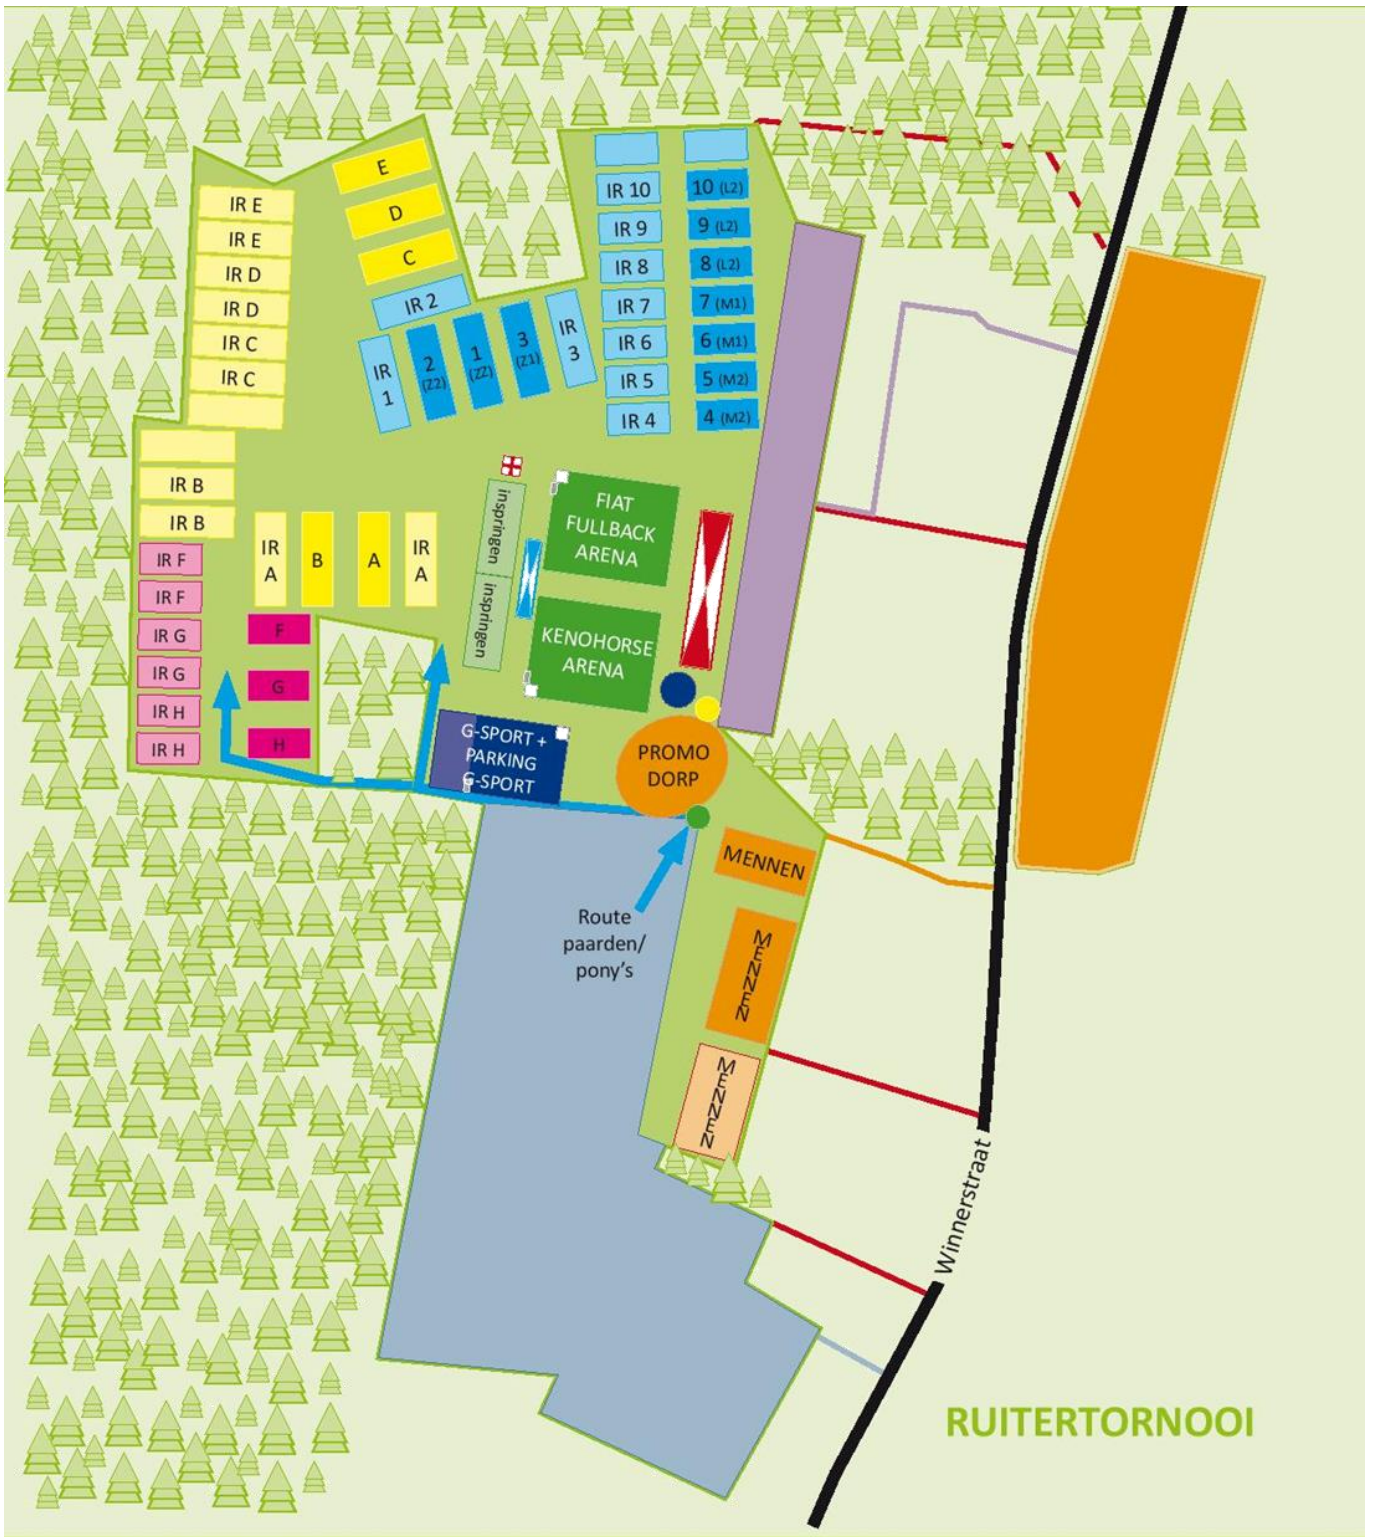 E
D
C
IR E
IR E
IR D
IR D
IR C
IR C
IR 2
IR
1
2
(Z2)
1
(ZZ)
3
(Z1)
IR
3
IR 10
IR 9
IR 8
IR 7
IR 6
IR 5
IR 4
10 (L2)
9 (L2)
8 (L2)
7 (M1)
6 (M1)
5 (M2)
4 (M2)
IR B
IR B
IR F
IR F
IR G
IR G
IR H
IR H
IR
A
B
A
IR
A
F
G
H
inspringen
inspringen
FIAT
FULLBACK
ARENA
KENOHORSE
ARENA
G-SPORT +
PARKING
G-SPORT
PROMO
DORP
MENNEN
MENNEN
MENNEN
Route
paarden/
pony's
Winnerstraat
RUITERTORNOOI